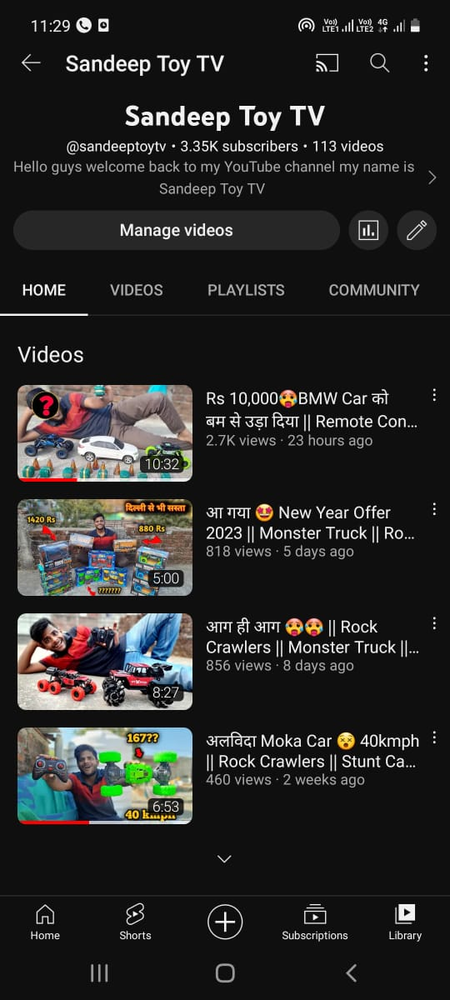 11:29
Vo)) LTE1 Vo)) LTE2 4G
Sandeep Toy TV
Sandeep Toy TV
@sandeeptoytv • 3.35K subscribers • 113 videos
Hello guys welcome back to my YouTube channel my name is
Sandeep Toy TV
Manage videos
HOME VIDEOS PLAYLISTS COMMUNITY
Videos
?
10:32
Rs 10,000🥵BMW Car को
बम से उड़ा दिया || Remote Con...
2.7K views · 23 hours ago
दिल्ली से भी सस्ता
1420 Rs
880 Rs
???????
5:00
आ गया 🤩 New Year Offer
2023 || Monster Truck || Ro...
818 views · 5 days ago
8:27
आग ही आग 🥵🥵 || Rock
Crawlers || Monster Truck ||...
856 views · 8 days ago
167??
40 kmph
6:53
अलविदा Moka Car 😵 40kmph
|| Rock Crawlers || Stunt Ca...
460 views · 2 weeks ago
Home Shorts Subscriptions Library